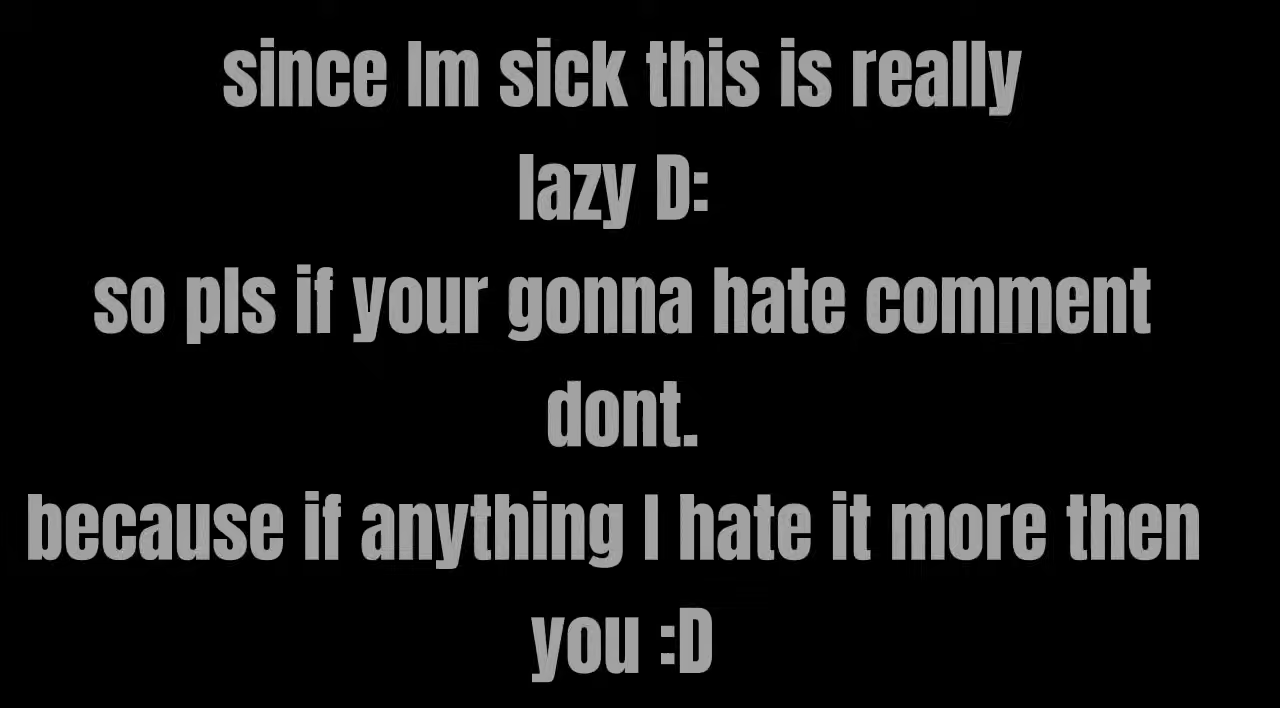 since Im sick this is really
lazy D:
so pls if your gonna hate comment
dont.
because if anything I hate it more then
you :D